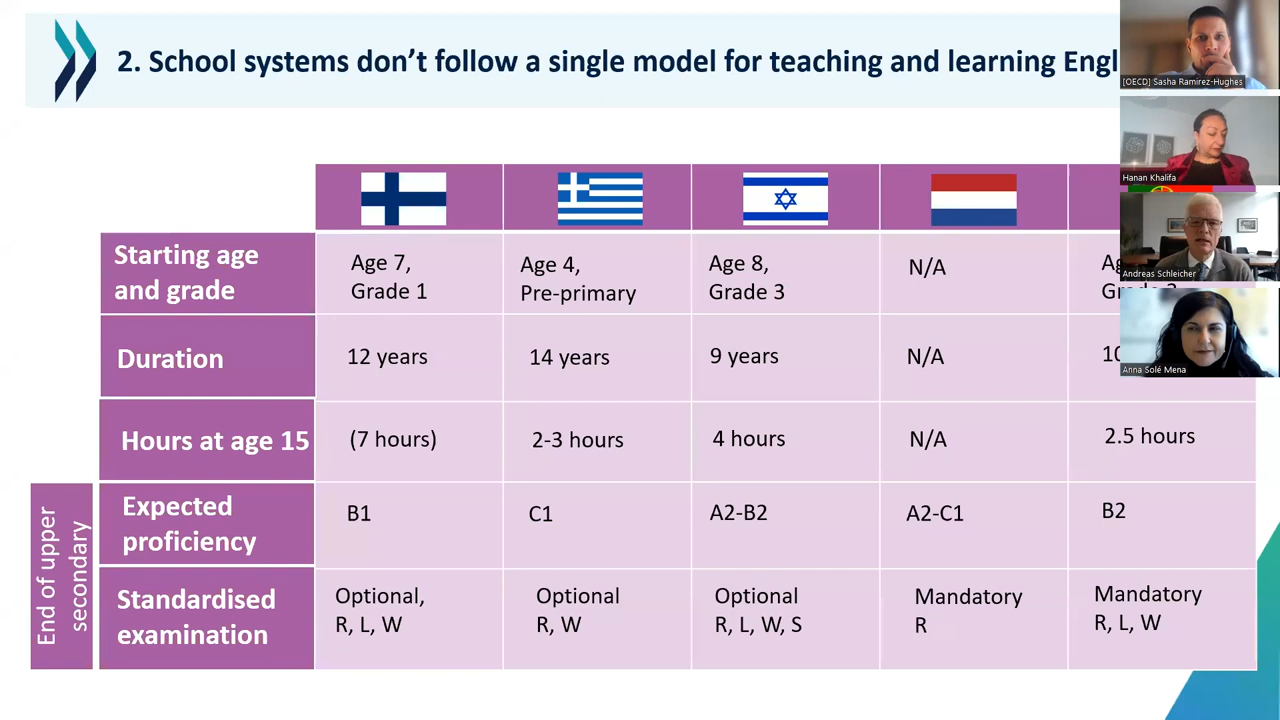 2. School systems don't follow a single model for teaching and learning Engl
[OECD] Sasha Ramirez-Hughes
Hanan Khalifa
Andreas Schleicher
Anna Solé Mena
Starting age
and grade
Age 7,
Grade 1
Age 4,
Pre-primary
Age 8,
Grade 3
N/A
Duration
12 years
14 years
9 years
N/A
10
Hours at age 15
(7 hours)
2-3 hours
4 hours
N/A
2.5 hours
End of upper
secondary
Expected
proficiency
B1
C1
A2-B2
A2-C1
B2
Standardised
examination
Optional,
R, L, W
Optional
R, W
Optional
R, L, W, S
Mandatory
R
Mandatory
R, L, W